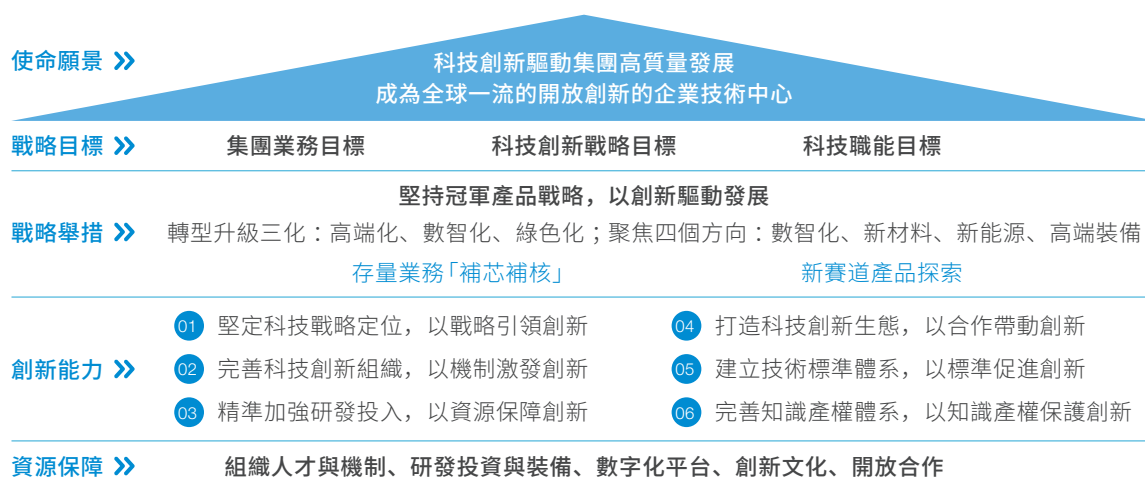 使命願景
科技創新驅動集團高質量發展
成為全球一流的開放創新的企業技術中心
戰略目標 集團業務目標 科技創新戰略目標 科技職能目標
堅持冠軍產品戰略，以創新驅動發展
戰略舉措 轉型升級三化：高端化、數智化、綠色化；聚焦四個方向：數智化、新材料、新能源、高端裝備
存量業務「補芯補核」 新賽道產品探索
01 堅定科技戰略定位，以戰略引領創新 04 打造科技創新生態，以合作帶動創新
創新能力 02 完善科技創新組織，以機制激發創新 05 建立技術標準體系，以標準促進創新
03 精準加強研發投入，以資源保障創新 06 完善知識產權體系，以知識產權保護創新
資源保障 組織人才與機制、研發投資與裝備、數字化平台、創新文化、開放合作